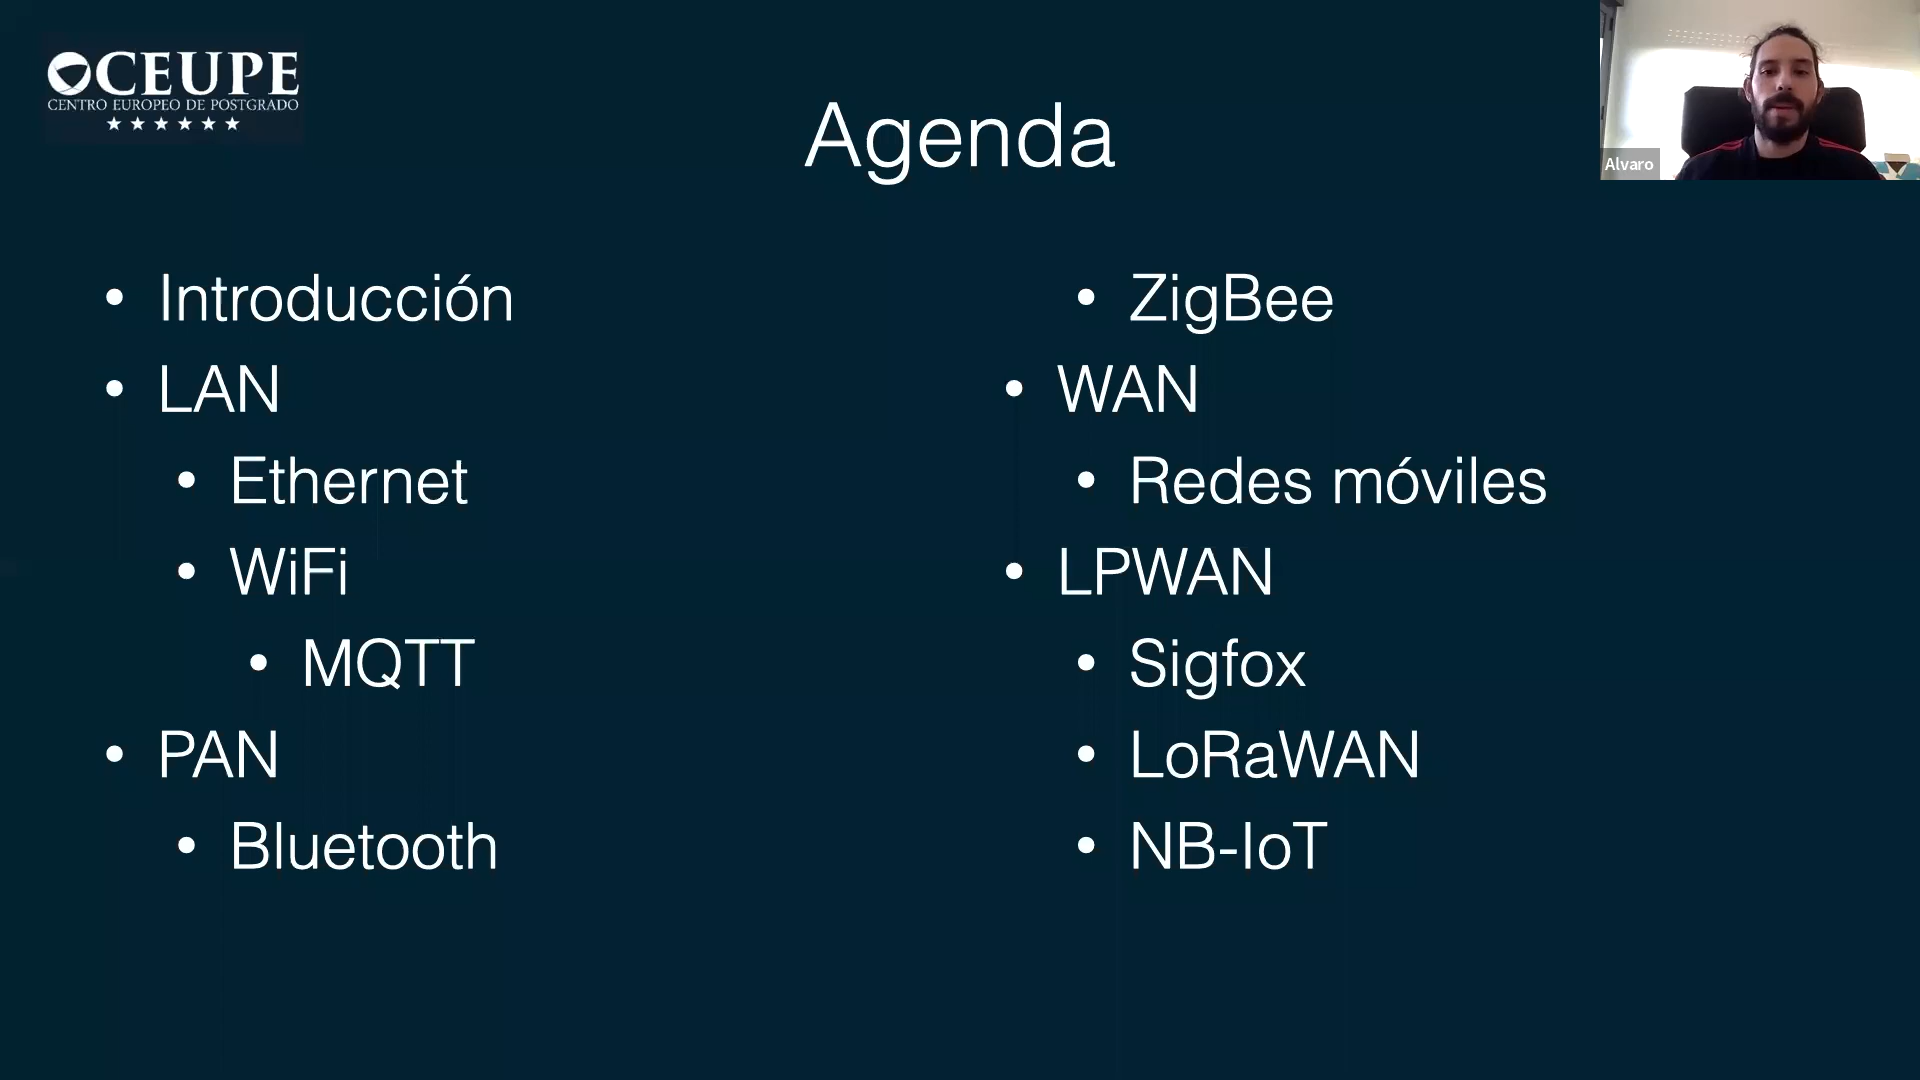 CEUPE
CENTRO EUROPEO DE POSTGRADO
Agenda
Alvaro
• Introducción
• LAN
• Ethernet
• WiFi
• MQTT
• PAN
• Bluetooth
• ZigBee
• WAN
• Redes móviles
• LPWAN
• Sigfox
• LoRaWAN
• NB-IoT